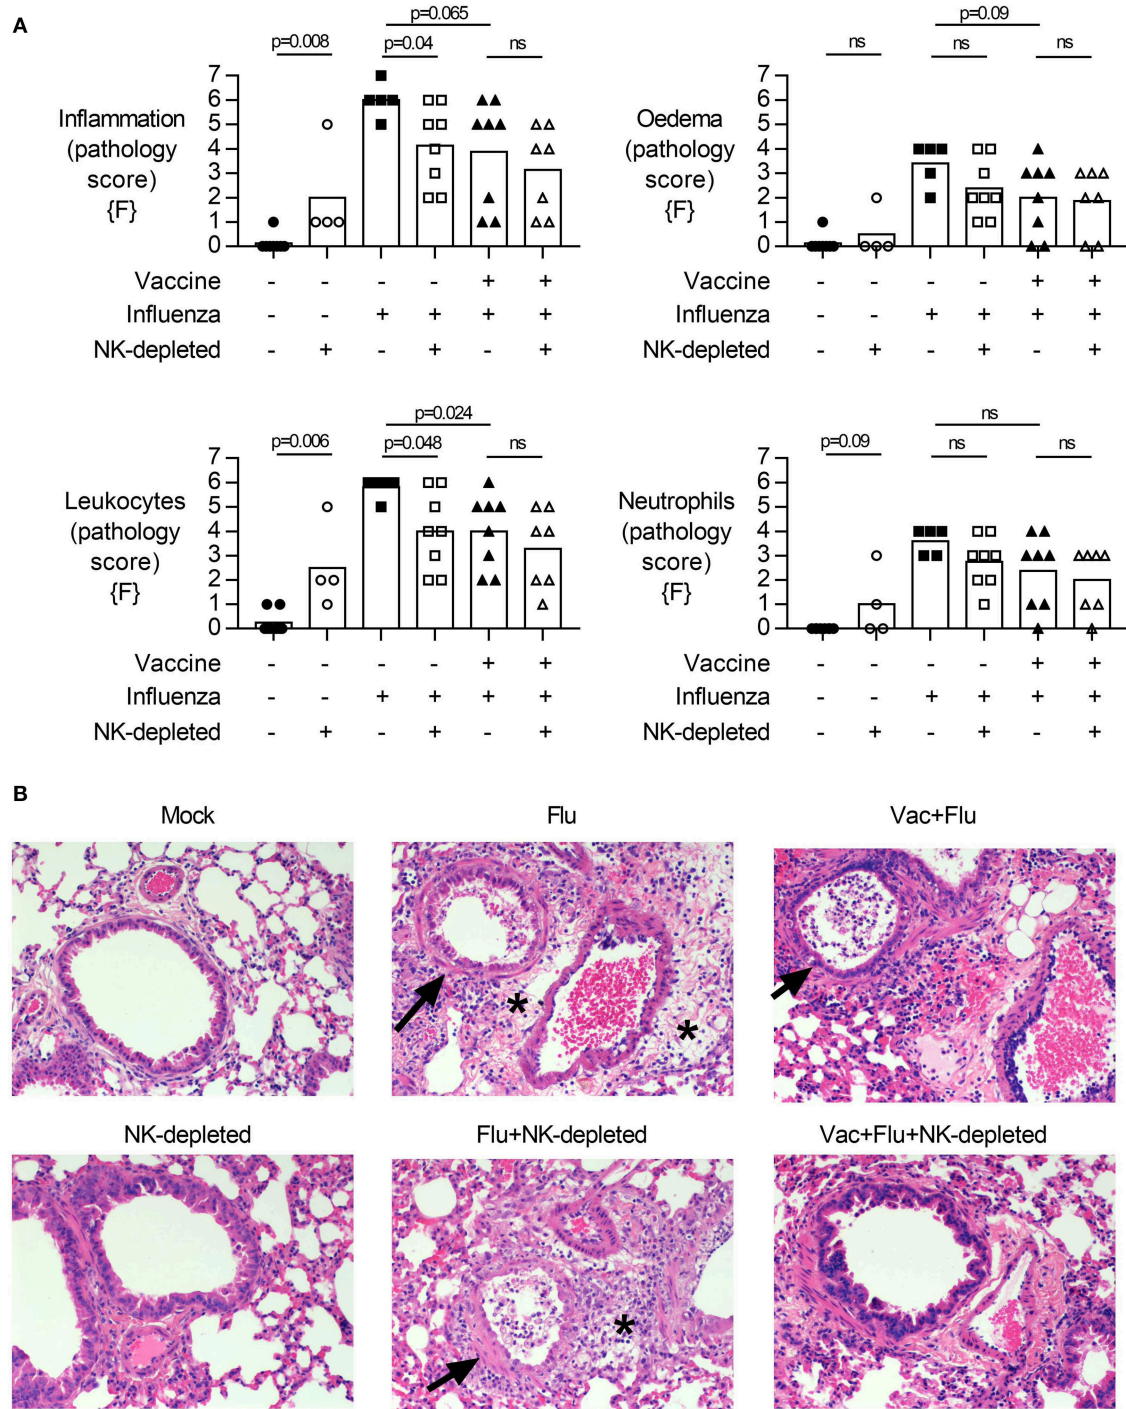 A
p=0.065
p=0.008
p=0.04
ns
Inflammation
(pathology
score)
{F}
7
6
5
4
3
2
1
0
Vaccine - - - - + +
Influenza - - + + + +
NK-depleted - + - + - +
p=0.09
ns
ns
ns
Oedema
(pathology
score)
{F}
7
6
5
4
3
2
1
0
Vaccine - - - - + +
Influenza - - + + + +
NK-depleted - + - + - +
p=0.024
p=0.006
p=0.048
ns
Leukocytes
(pathology
score)
{F}
7
6
5
4
3
2
1
0
Vaccine - - - - + +
Influenza - - + + + +
NK-depleted - + - + - +
ns
p=0.09
ns
ns
Neutrophils
(pathology
score)
{F}
7
6
5
4
3
2
1
0
Vaccine - - - - + +
Influenza - - + + + +
NK-depleted - + - + - +
B
Mock
Flu
Vac+Flu
*
*
NK-depleted
Flu+NK-depleted
Vac+Flu+NK-depleted
*